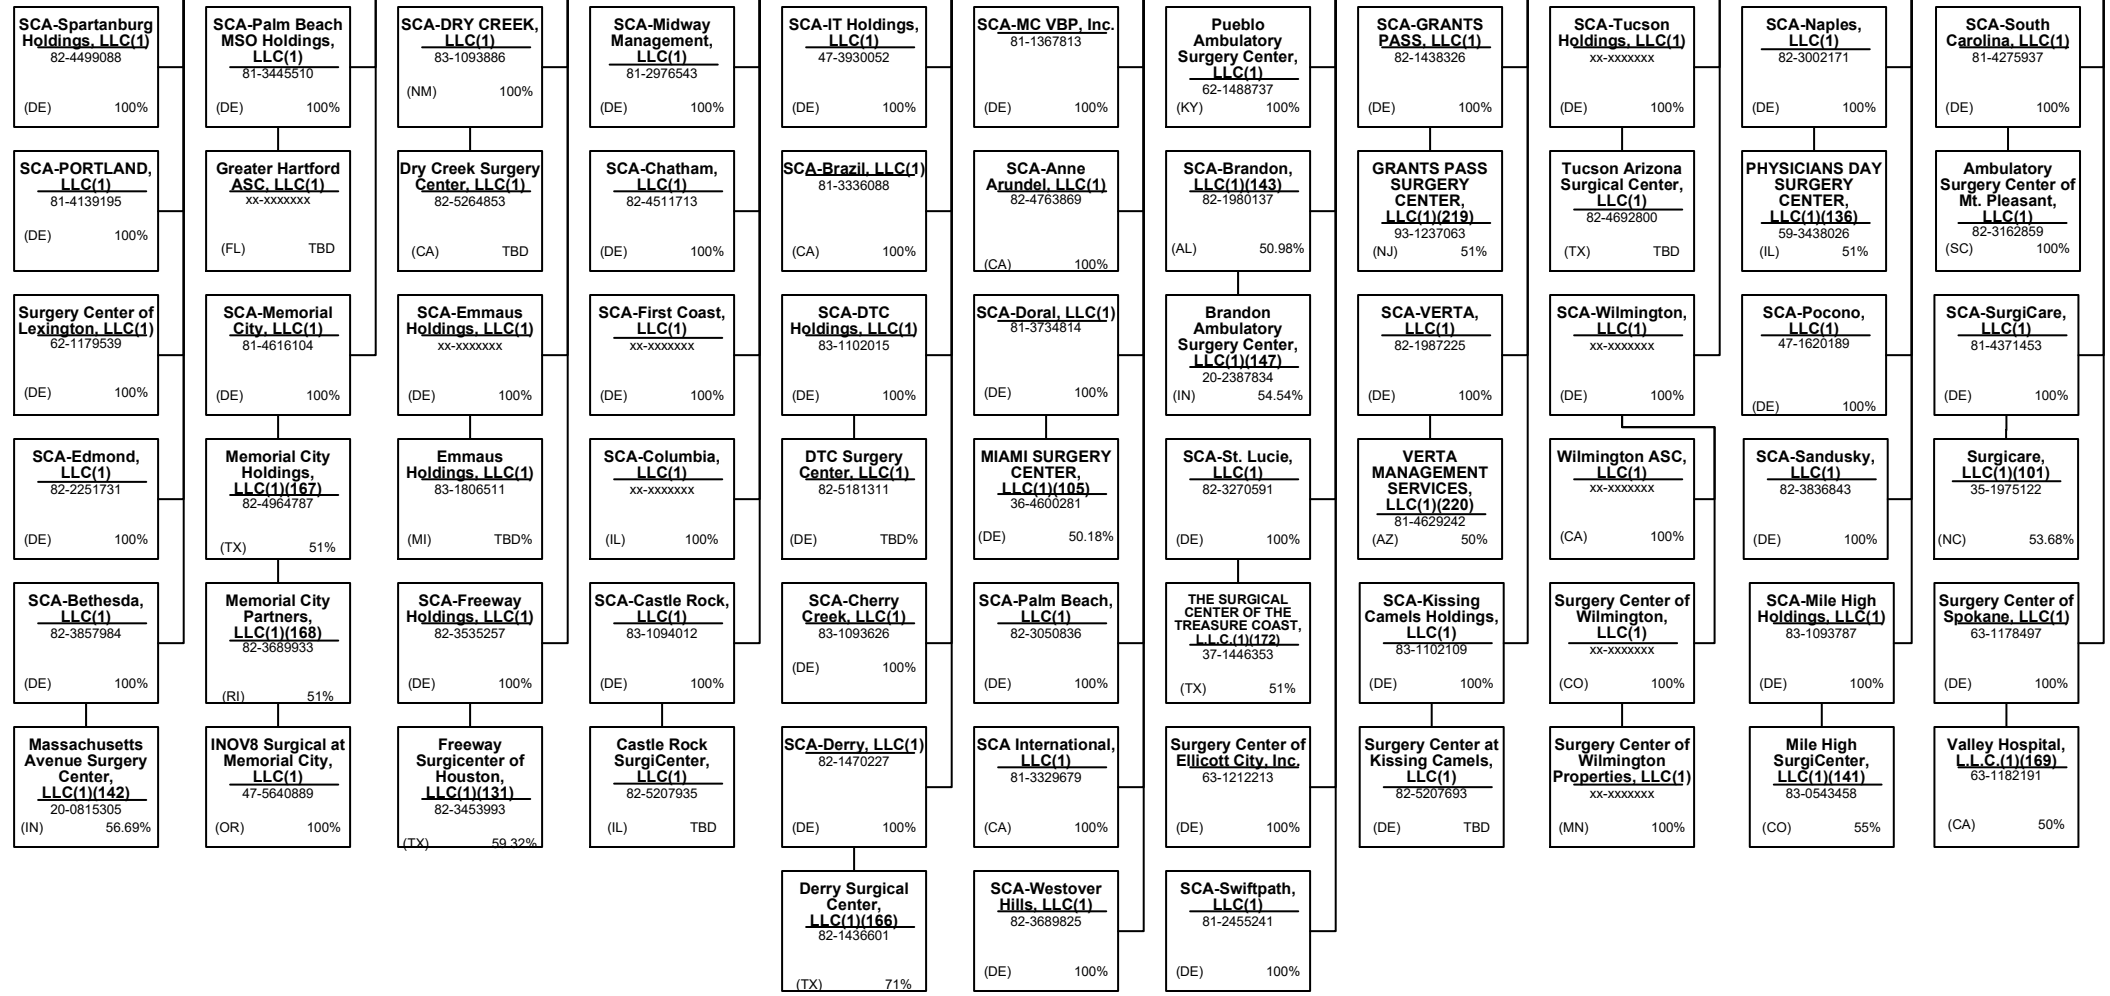 SCA-Spartanburg
Holdings, LLC(1)
82-4499088
(DE) 100%
SCA-PORTLAND,
LLC(1)
81-4139195
(DE) 100%
Surgery Center of
Lexington, LLC(1)
62-1179539
(DE) 100%
SCA-Edmond,
LLC(1)
82-2251731
(DE) 100%
SCA-Bethesda,
LLC(1)
82-3857984
(DE) 100%
Massachusetts
Avenue Surgery
Center,
LLC(1)(142)
20-0815305
(IN) 56.69%
SCA-Palm Beach
MSO Holdings,
LLC(1)
81-3445510
(DE) 100%
Greater Hartford
ASC, LLC(1)
xx-xxxxxxx
(FL) TBD
SCA-Memorial
City, LLC(1)
81-4616104
(DE) 100%
Memorial City
Holdings,
LLC(1)(167)
82-4964787
(TX) 51%
Memorial City
Partners,
LLC(1)(168)
82-3689933
(RI) 51%
INOV8 Surgical at
Memorial City,
LLC(1)
47-5640889
(OR) 100%
SCA-DRY CREEK,
LLC(1)
83-1093886
(NM) 100%
Dry Creek Surgery
Center, LLC(1)
82-5264853
(CA) TBD
SCA-Emmaus
Holdings, LLC(1)
xx-xxxxxxx
(DE) 100%
Emmaus
Holdings, LLC(1)
83-1806511
(MI) TBD%
SCA-Freeway
Holdings, LLC(1)
82-3535257
(DE) 100%
Freeway
Surgicenter of
Houston,
LLC(1)(131)
82-3453993
(TX) 59.32%
SCA-Midway
Management,
LLC(1)
81-2976543
(DE) 100%
SCA-Chatham,
LLC(1)
82-4511713
(DE) 100%
SCA-First Coast,
LLC(1)
xx-xxxxxxx
(DE) 100%
SCA-Columbia,
LLC(1)
xx-xxxxxxx
(IL) 100%
SCA-Castle Rock,
LLC(1)
83-1094012
(DE) 100%
Castle Rock
SurgiCenter,
LLC(1)
82-5207935
(IL) TBD
SCA-IT Holdings,
LLC(1)
47-3930052
(DE) 100%
SCA-Brazil, LLC(1)
81-3336088
(CA) 100%
SCA-DTC
Holdings, LLC(1)
83-1102015
(DE) 100%
DTC Surgery
Center, LLC(1)
82-5181311
(DE) TBD%
SCA-Cherry
Creek, LLC(1)
83-1093626
(DE) 100%
SCA-Derry, LLC(1)
82-1470227
(DE) 100%
Derry Surgical
Center,
LLC(1)(166)
82-1436601
(TX) 71%
SCA-MC VBP, Inc.
81-1367813
(DE) 100%
SCA-Anne
Arundel, LLC(1)
82-4763869
(CA) 100%
SCA-Doral, LLC(1)
81-3734814
(DE) 100%
MIAMI SURGERY
CENTER,
LLC(1)(105)
36-4600281
(DE) 50.18%
SCA-Palm Beach,
LLC(1)
82-3050836
(DE) 100%
SCA International,
LLC(1)
81-3329679
(CA) 100%
SCA-Westover
Hills, LLC(1)
82-3689825
(DE) 100%
Pueblo
Ambulatory
Surgery Center,
LLC(1)
62-1488737
(KY) 100%
SCA-Brandon,
LLC(1)(143)
82-1980137
(AL) 50.98%
Brandon
Ambulatory
Surgery Center,
LLC(1)(147)
20-2387834
(IN) 54.54%
SCA-St. Lucie,
LLC(1)
82-3270591
(DE) 100%
THE SURGICAL
CENTER OF THE
TREASURE COAST,
L.L.C.(1)(172)
37-1446353
(TX) 51%
Surgery Center of
Ellicott City, Inc.
63-1212213
(DE) 100%
SCA-Swiftpath,
LLC(1)
81-2455241
(DE) 100%
SCA-GRANTS
PASS, LLC(1)
82-1438326
(DE) 100%
GRANTS PASS
SURGERY
CENTER,
LLC(1)(219)
93-1237063
(NJ) 51%
SCA-VERTA,
LLC(1)
82-1987225
(DE) 100%
VERTA
MANAGEMENT
SERVICES,
LLC(1)(220)
81-4629242
(AZ) 50%
SCA-Kissing
Camels Holdings,
LLC(1)
83-1102109
(DE) 100%
Surgery Center at
Kissing Camels,
LLC(1)
82-5207693
(DE) TBD
SCA-Tucson
Holdings, LLC(1)
xx-xxxxxxx
(DE) 100%
Tucson Arizona
Surgical Center,
LLC(1)
82-4692800
(TX) TBD
SCA-Wilmington,
LLC(1)
xx-xxxxxxx
(DE) 100%
Wilmington ASC,
LLC(1)
xx-xxxxxxx
(CA) 100%
Surgery Center of
Wilmington,
LLC(1)
xx-xxxxxxx
(CO) 100%
Surgery Center of
Wilmington
Properties, LLC(1)
xx-xxxxxxx
(MN) 100%
SCA-Naples,
LLC(1)
82-3002171
(DE) 100%
PHYSICIANS DAY
SURGERY
CENTER,
LLC(1)(136)
59-3438026
(IL) 51%
SCA-Pocono,
LLC(1)
47-1620189
(DE) 100%
SCA-Sandusky,
LLC(1)
82-3836843
(DE) 100%
SCA-Mile High
Holdings, LLC(1)
83-1093787
(DE) 100%
Mile High
SurgiCenter,
LLC(1)(141)
83-0543458
(CO) 55%
SCA-South
Carolina, LLC(1)
81-4275937
(DE) 100%
Ambulatory
Surgery Center of
Mt. Pleasant,
LLC(1)
82-3162859
(SC) 100%
SCA-SurgiCare,
LLC(1)
81-4371453
(DE) 100%
Surgicare,
LLC(1)(101)
35-1975122
(NC) 53.68%
Surgery Center of
Spokane, LLC(1)
63-1178497
(DE) 100%
Valley Hospital,
L.L.C.(1)(169)
63-1182191
(CA) 50%